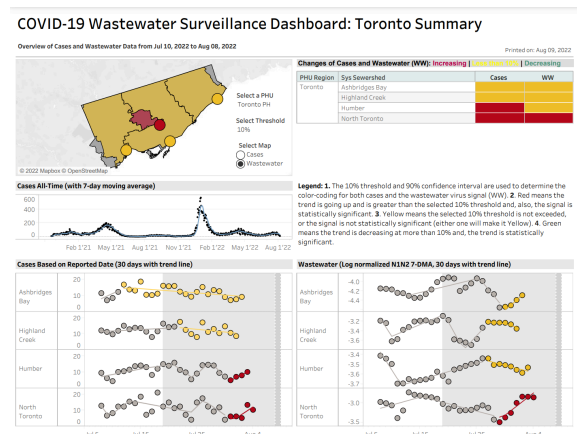 COVID-19 Wastewater Surveillance Dashboard: Toronto Summary
Overview of Cases and Wastewater Data from Jul 10, 2022 to Aug 08, 2022
Printed on: Aug 09, 2022
Changes of Cases and Wastewater (WW): Increasing | | Decreasing
PHU Region Sys Sewershed Cases WW
Toronto Ashbridges Bay
Highland Creek
Humber
North Toronto
Select a PHU
Toronto PH
Select Threshold
10%
Select Map
Cases
Wastewater
© 2022 Mapbox © OpenStreetMap
Cases All-Time (with 7-day moving average)
600
400
200
0
Feb 1'21 May 1'21 Aug 1'21 Nov 1'21 Feb 1'22 May 1'22 Aug 1'22
Legend: 1. The 10% threshold and 90% confidence interval are used to determine the
color-coding for both cases and the wastewater virus signal (WW). 2. Red means the
trend is going up and is greater than the selected 10% threshold and, also, the signal is
statistically significant. 3. Yellow means the selected 10% threshold is not exceeded,
or the signal is not statistically significant (either one will make it Yellow). 4. Green
means the trend is decreasing at more than 10% and, the trend is statistically
significant.
Cases Based on Reported Date (30 days with trend line)
Ashbridges
Bay
20
10
0
Highland
Creek
20
10
0
Humber
20
10
0
North
Toronto
20
10
0
Wastewater (Log normalized N1N2 7-DMA, 30 days with trend line)
Ashbridges
Bay
-4.0
-4.2
-4.4
Highland
Creek
-3.2
-3.4
-3.6
Humber
-3.4
-3.5
-3.6
-3.7
North
Toronto
-3.0
-3.5